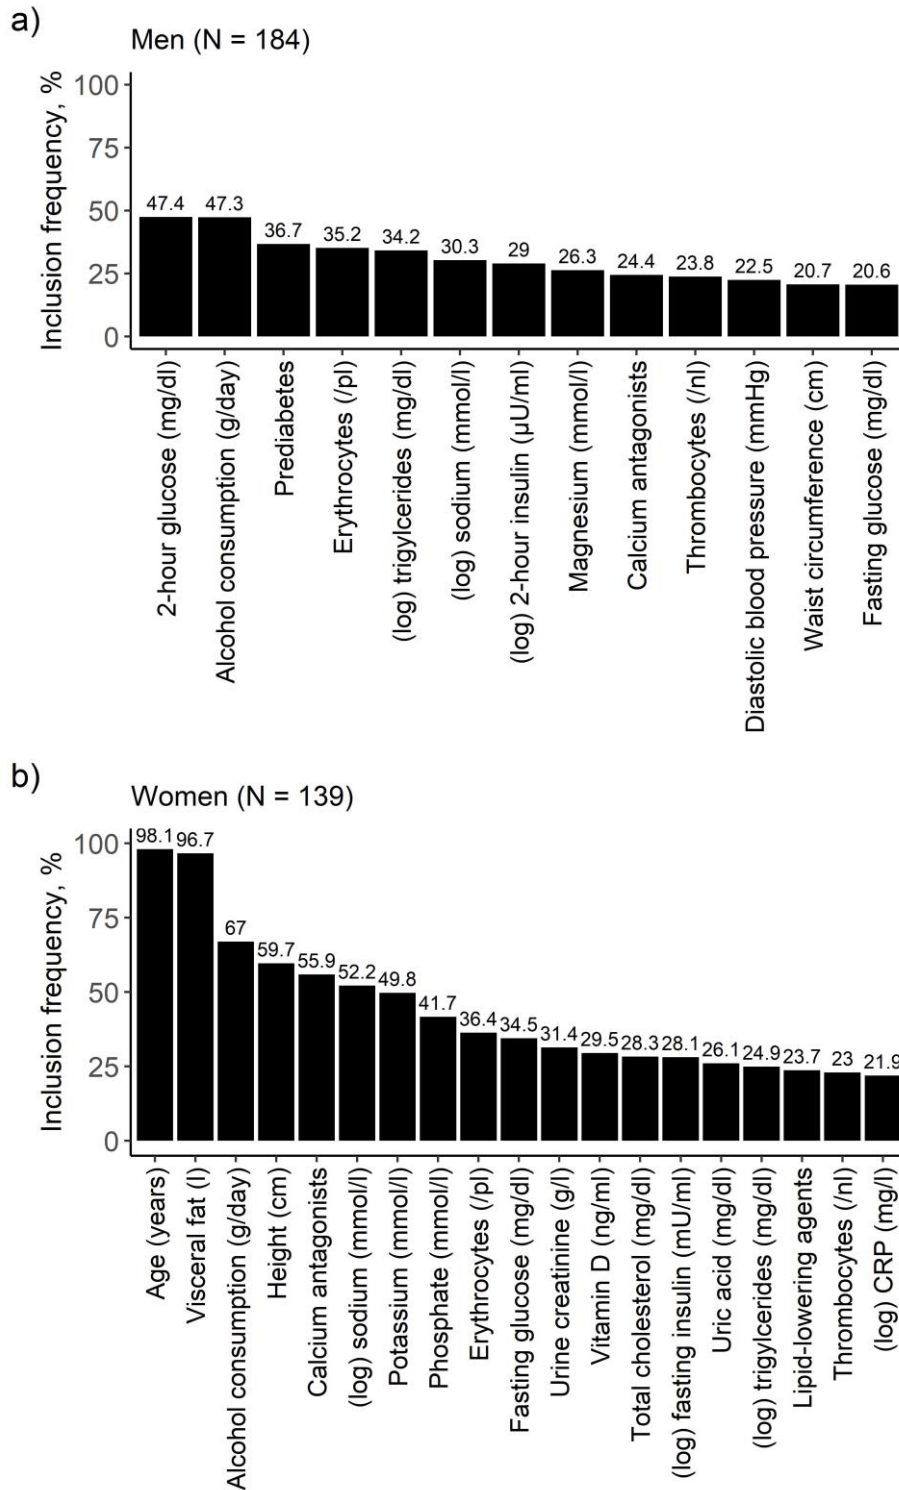 a)
Men (N = 184)
Inclusion frequency, %
100
75
50
25
0
47.4
47.3
36.7
35.2
34.2
30.3
29
26.3
24.4
23.8
22.5
20.7
20.6
2-hour glucose (mg/dl)
Alcohol consumption (g/day)
Prediabetes
Erythrocytes (/pl)
(log) trigylcerides (mg/dl)
(log) sodium (mmol/l)
(log) 2-hour insulin (µU/ml)
Magnesium (mmol/l)
Calcium antagonists
Thrombocytes (/nl)
Diastolic blood pressure (mmHg)
Waist circumference (cm)
Fasting glucose (mg/dl)
b)
Women (N = 139)
Inclusion frequency, %
100
75
50
25
0
98.1
96.7
67
59.7
55.9
52.2
49.8
41.7
36.4
34.5
31.4
29.5
28.3
28.1
26.1
24.9
23.7
23
21.9
Age (years)
Visceral fat (l)
Alcohol consumption (g/day)
Height (cm)
Calcium antagonists
(log) sodium (mmol/l)
Potassium (mmol/l)
Phosphate (mmol/l)
Erythrocytes (/pl)
Fasting glucose (mg/dl)
Urine creatinine (g/l)
Vitamin D (ng/ml)
Total cholesterol (mg/dl)
(log) fasting insulin (mU/ml)
Uric acid (mg/dl)
(log) trigylcerides (mg/dl)
Lipid-lowering agents
Thrombocytes (/nl)
(log) CRP (mg/l)